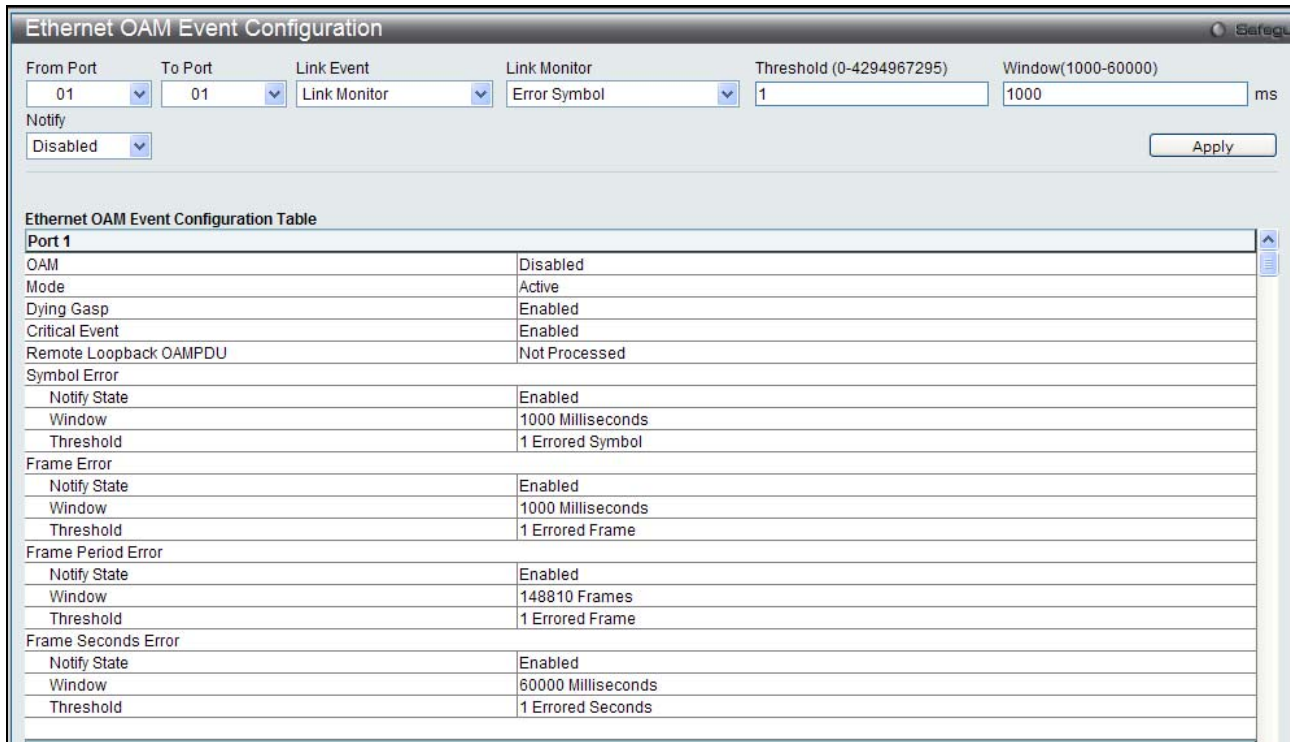 Ethernet OAM Event Configuration
From Port To Port Link Event Link Monitor Threshold (0-4294967295) Window(1000-60000)
01 01 Link Monitor Error Symbol 1 1000 ms
Notify
Disabled Apply
Ethernet OAM Event Configuration Table
Port 1
OAM Disabled
Mode Active
Dying Gasp Enabled
Critical Event Enabled
Remote Loopback OAMPDU Not Processed
Symbol Error
Notify State Enabled
Window 1000 Milliseconds
Threshold 1 Errored Symbol
Frame Error
Notify State Enabled
Window 1000 Milliseconds
Threshold 1 Errored Frame
Frame Period Error
Notify State Enabled
Window 148810 Frames
Threshold 1 Errored Frame
Frame Seconds Error
Notify State Enabled
Window 60000 Milliseconds
Threshold 1 Errored Seconds